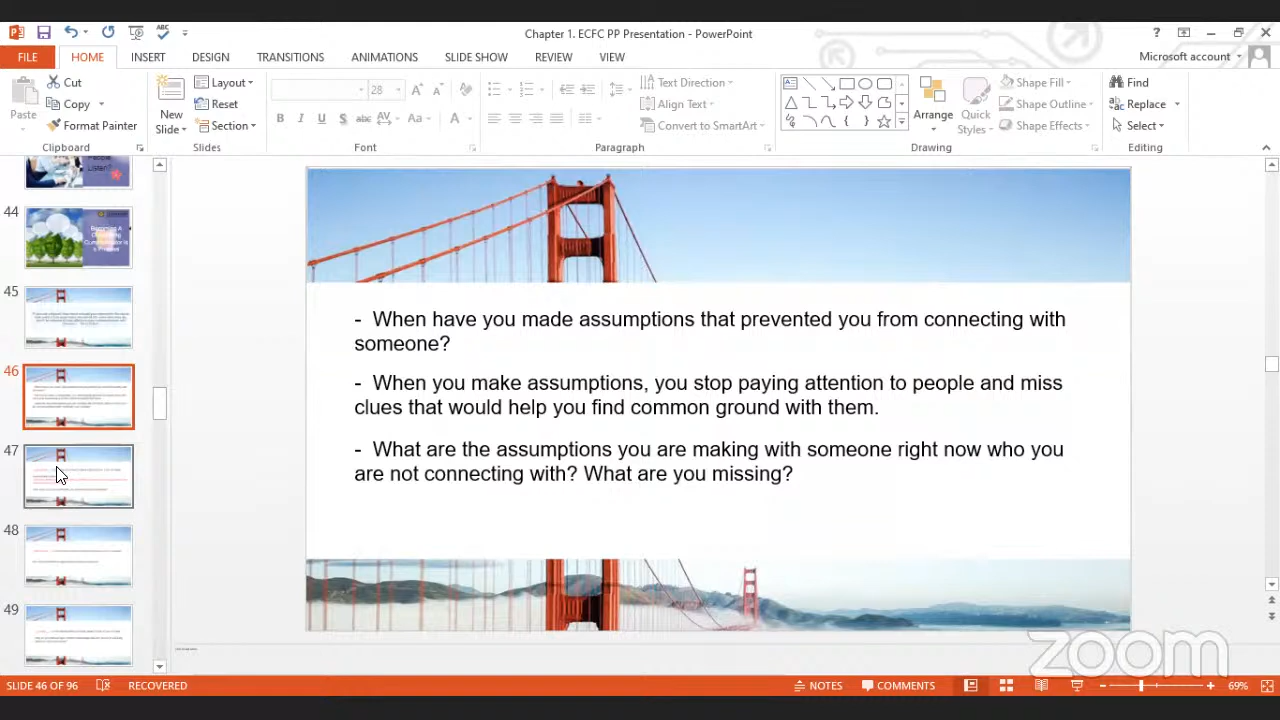 Chapter 1. ECFC PP Presentation - PowerPoint
FILE HOME INSERT DESIGN TRANSITIONS ANIMATIONS SLIDE SHOW REVIEW VIEW Microsoft account
Paste
Cut
Copy
Format Painter
Clipboard
New
Slide
Layout
Reset
Section
Slides
28
Font
Text Direction
Align Text
Convert to SmartArt
Paragraph
Arrange
Quick
Styles
Shape Fill
Shape Outline
Shape Effects
Drawing
Find
Replace
Select
Editing
People
Listen?
44
Becoming A
Communicator is
a Process
45
46
47
48
49
- When have you made assumptions that prevented you from connecting with
someone?
- When you make assumptions, you stop paying attention to people and miss
clues that would help you find common ground with them.
- What are the assumptions you are making with someone right now who you
are not connecting with? What are you missing?
zoom
SLIDE 46 OF 96 RECOVERED NOTES COMMENTS 69%